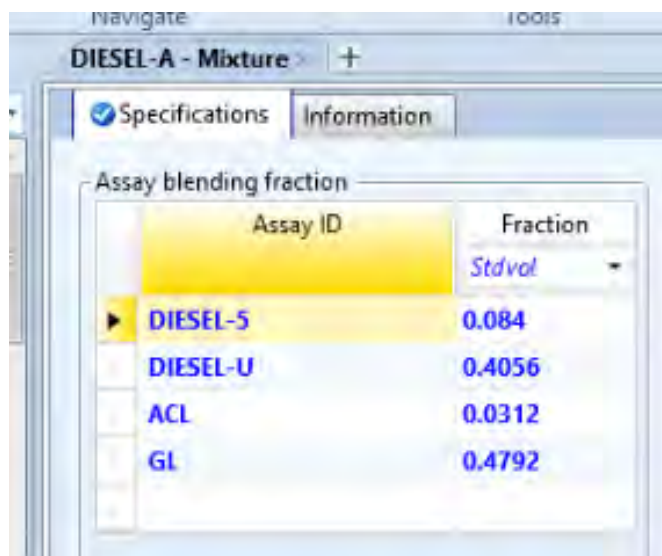 Navigate Tools
DIESEL-A - Mixture +
Specifications Information
Assay blending fraction
Assay ID Fraction
Stdvol
DIESEL-5 0.084
DIESEL-U 0.4056
ACL 0.0312
GL 0.4792